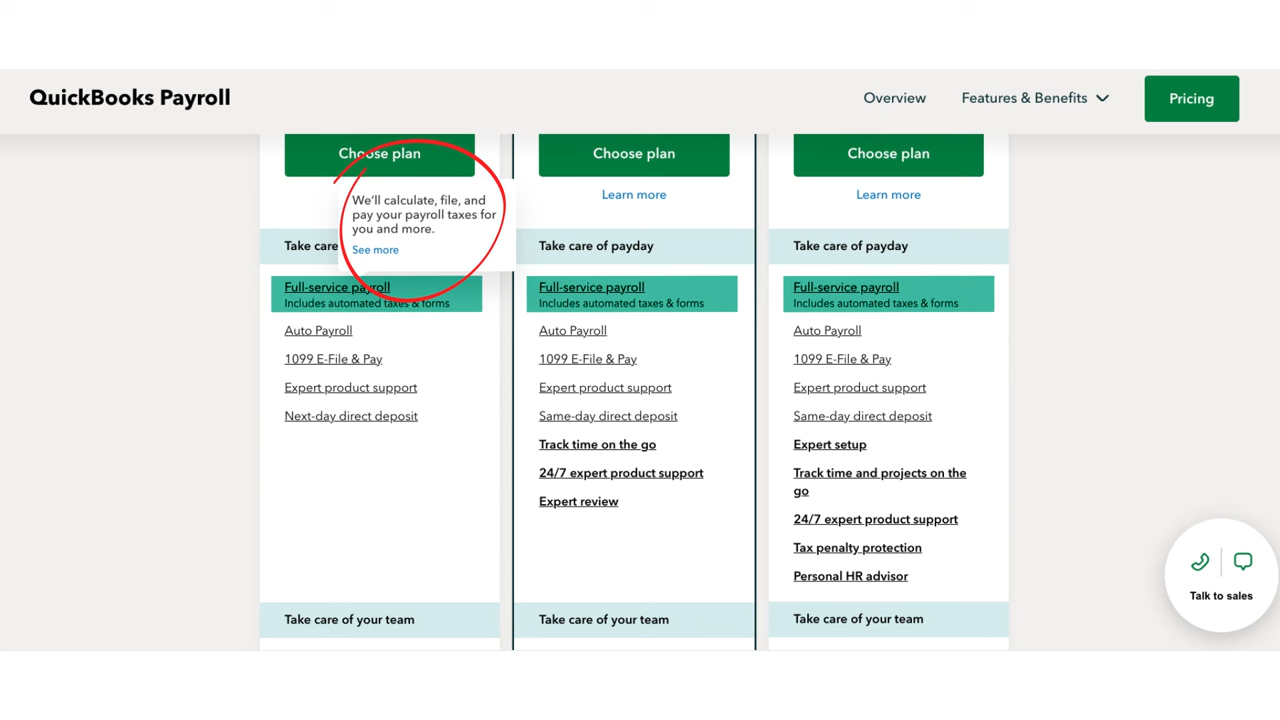 QuickBooks Payroll
Overview
Features & Benefits
Pricing
Choose plan
We'll calculate, file, and
pay your payroll taxes for
you and more.
See more
Take care
Full-service payroll
Includes automated taxes & forms
Auto Payroll
1099 E-File & Pay
Expert product support
Next-day direct deposit
Take care of your team
Choose plan
Learn more
Take care of payday
Full-service payroll
Includes automated taxes & forms
Auto Payroll
1099 E-File & Pay
Expert product support
Same-day direct deposit
Track time on the go
24/7 expert product support
Expert review
Take care of your team
Choose plan
Learn more
Take care of payday
Full-service payroll
Includes automated taxes & forms
Auto Payroll
1099 E-File & Pay
Expert product support
Same-day direct deposit
Expert setup
Track time and projects on the
go
24/7 expert product support
Tax penalty protection
Personal HR advisor
Take care of your team
Talk to sales